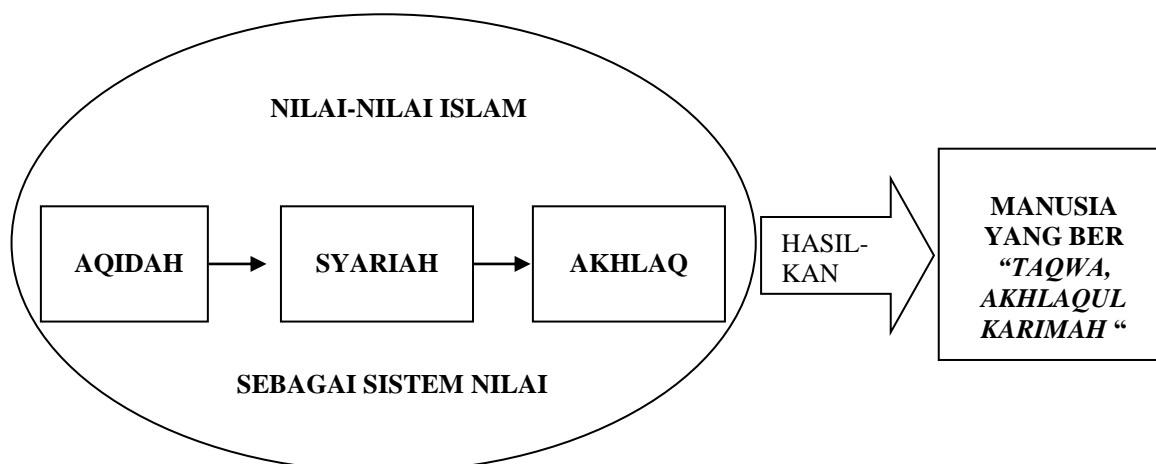 NILAI-NILAI ISLAM
AQIDAH
SYARIAH
AKHLAQ
SEBAGAI SISTEM NILAI
HASIL-
KAN
MANUSIA
YANG BER
“TAQWA,
AKHLAQUL
KARIMAH “